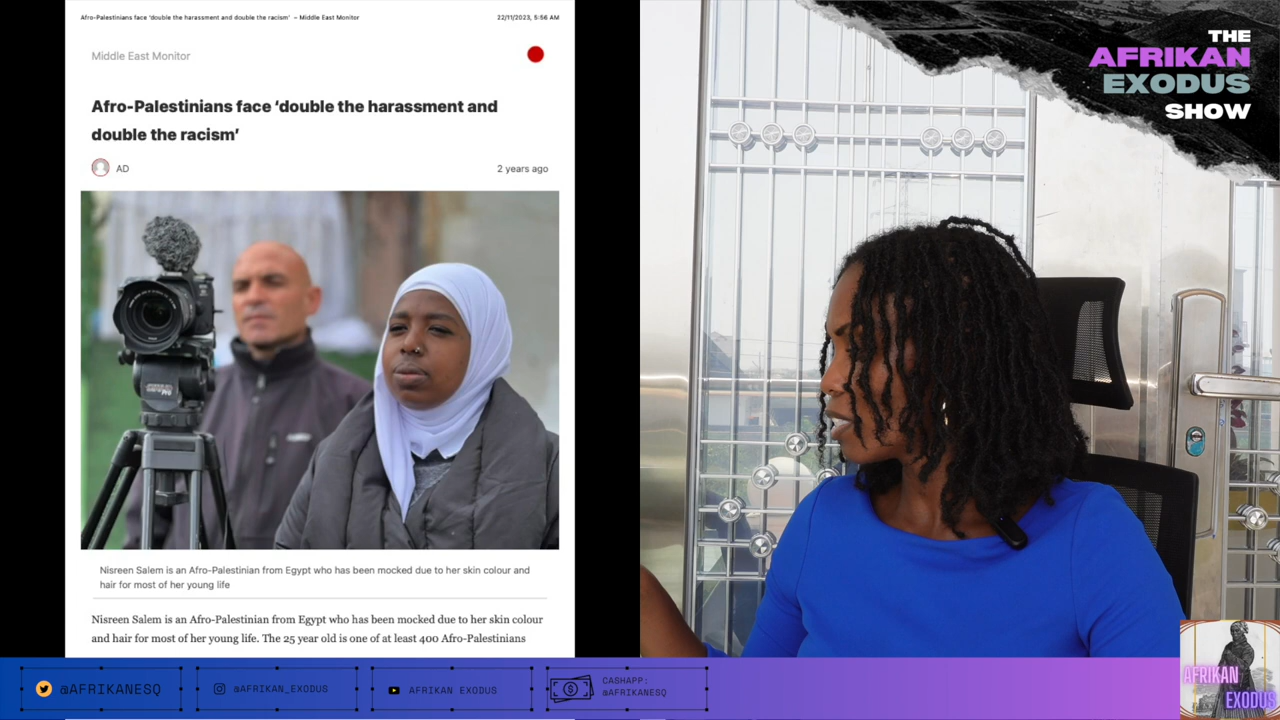 Afro-Palestinians face ‘double the harassment and double the racism’ – Middle East Monitor
22/11/2023, 5:56 AM
Middle East Monitor
Afro-Palestinians face ‘double the harassment and
double the racism’
AD
2 years ago
Nisreen Salem is an Afro-Palestinian from Egypt who has been mocked due to her skin colour and
hair for most of her young life
Nisreen Salem is an Afro-Palestinian from Egypt who has been mocked due to her skin colour
and hair for most of her young life. The 25 year old is one of at least 400 Afro-Palestinians
THE
AFRIKAN
EXODUS
SHOW
@AFRIKANESQ
@AFRIKAN_EXODUS
AFRIKAN EXODUS
CASHAPP:
@AFRIKANESQ
AFRIKAN
EXODUS